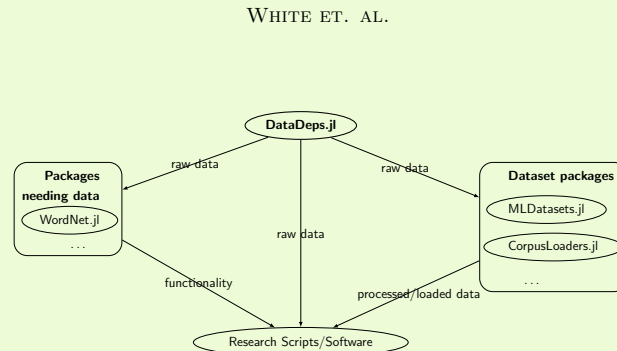 WHITE ET. AL.
DataDeps.jl
raw data
raw data
Packages
needing data
WordNet.jl
...
Dataset packages
MLDatasets.jl
CorpusLoaders.jl
...
raw data
functionality
processed/loaded data
Research Scripts/Software